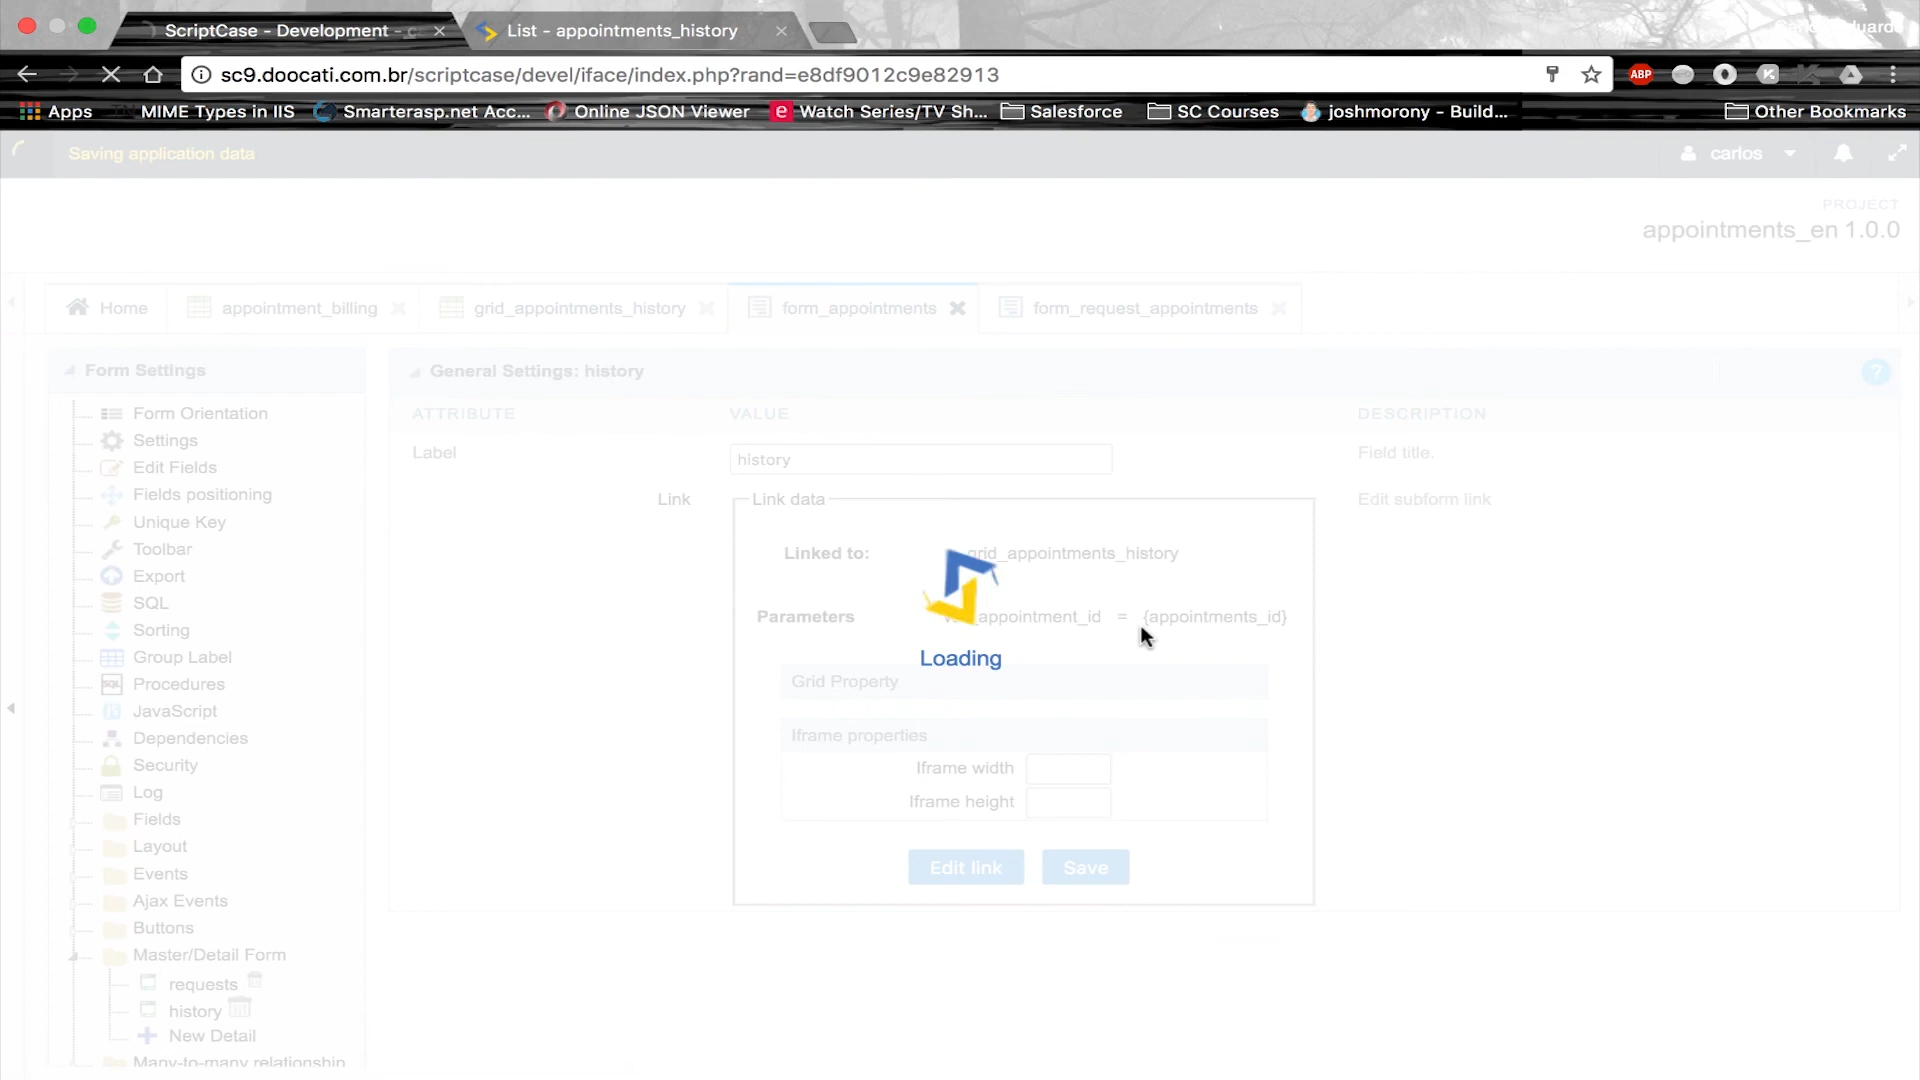 ScriptCase - Development - c
List - appointments_history
sc9.doocati.com.br/scriptcase/devel/iface/index.php?rand=e8df9012c9e82913
ABP
Apps
MIME Types in IIS
Smarterasp.net Acc...
Online JSON Viewer
Watch Series/TV Sh...
Salesforce
SC Courses
joshmorony - Build...
Other Bookmarks
Saving application data
carlos
PROJECT
appointments_en 1.0.0
Home
appointment_billing
grid_appointments_history
form_appointments
form_request_appointments
Form Settings
Form Orientation
Settings
Edit Fields
Fields positioning
Unique Key
Toolbar
Export
SQL
Sorting
Group Label
Procedures
JavaScript
Dependencies
Security
Log
Fields
Layout
Events
Ajax Events
Buttons
Master/Detail Form
requests
history
New Detail
Many-to-many relationship
General Settings: history
?
ATTRIBUTE VALUE DESCRIPTION
Label history Field title.
Link Link data Edit subform link
Linked to: grid_appointments_history
Parameters _appointment_id = {appointments_id}
Loading
Grid Property
Iframe properties
Iframe width
Iframe height
Edit link Save